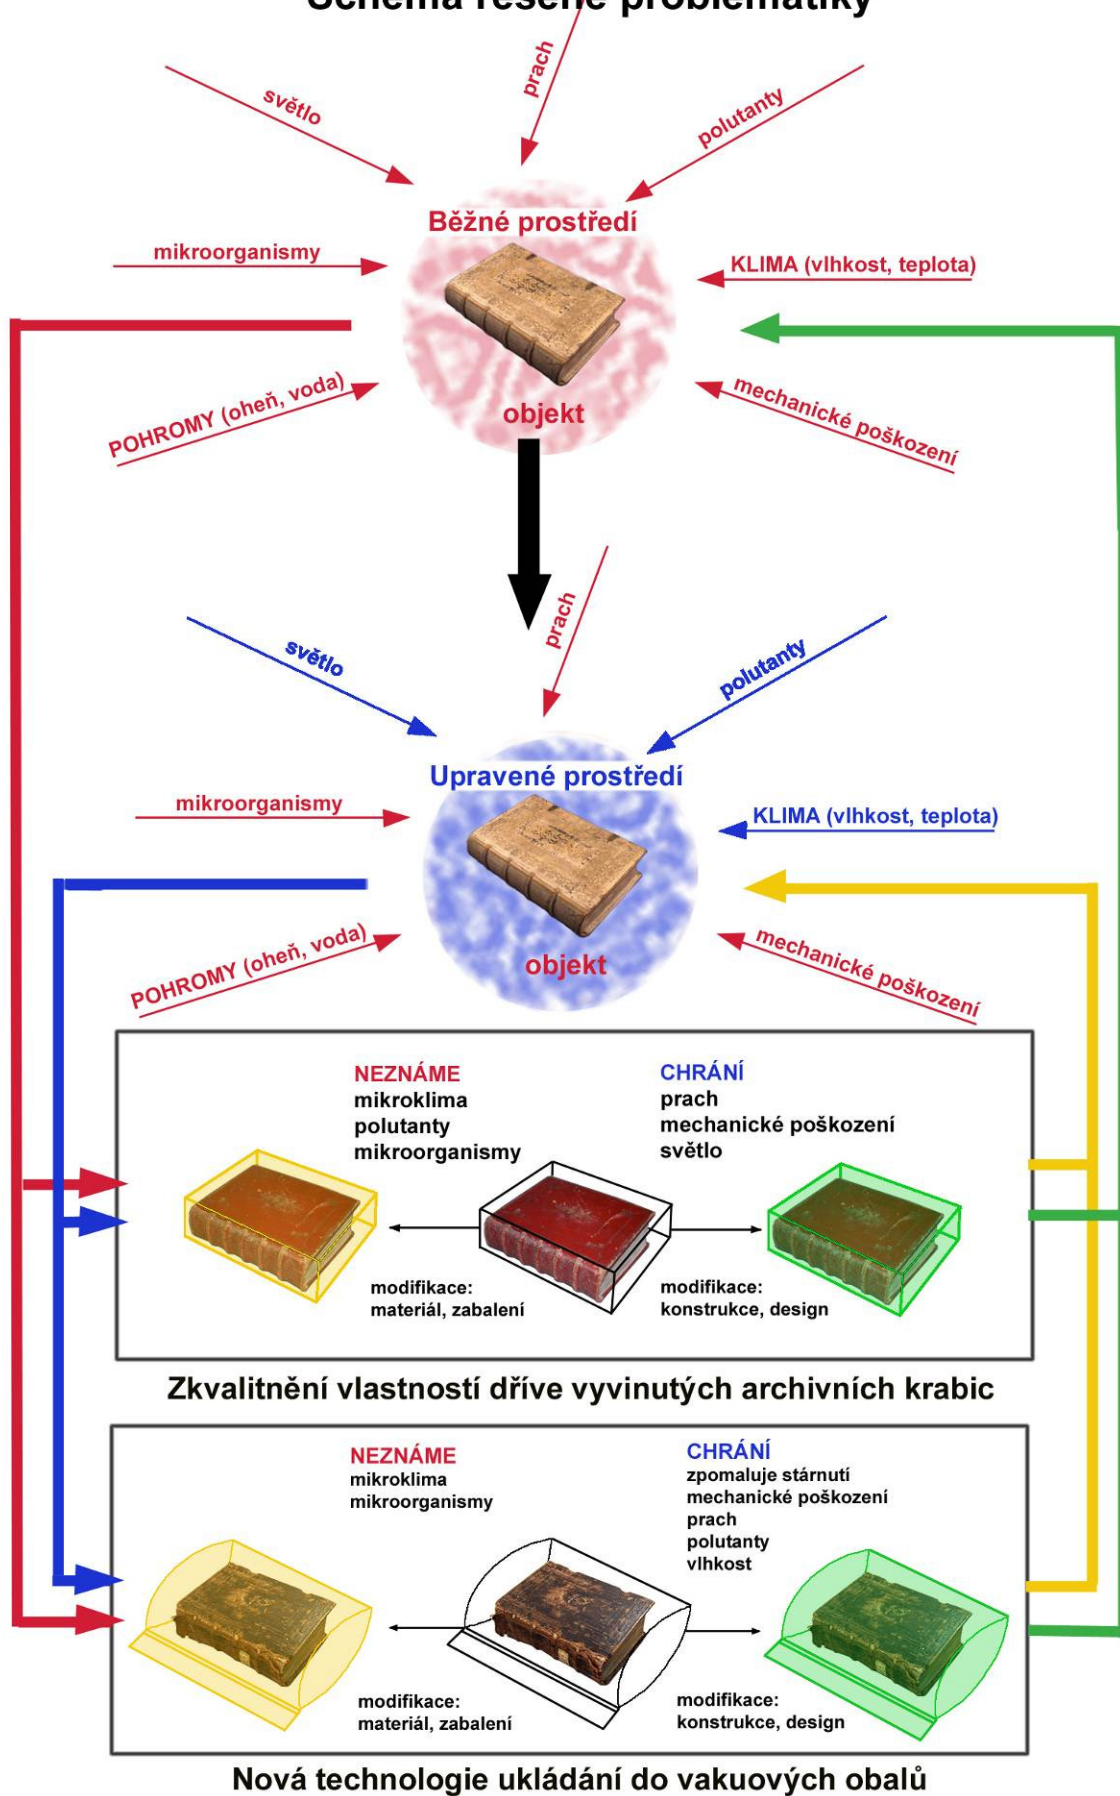 Schéma řešené problematiky
prach
světlo
polutanty
Běžné prostředí
mikroorganismy
KLIMA (vlhkost, teplota)
POHROMY (oheň, voda)
mechanické poškození
objekt
prach
světlo
polutanty
Upravené prostředí
mikroorganismy
KLIMA (vlhkost, teplota)
POHROMY (oheň, voda)
mechanické poškození
objekt
NEZNÁME
mikroklima
polutanty
mikroorganismy
CHRÁNÍ
prach
mechanické poškození
světlo
modifikace:
materiál, zabalení
modifikace:
konstrukce, design
Zkvalitnění vlastností dříve vyvinutých archivních krabic
NEZNÁME
mikroklima
mikroorganismy
CHRÁNÍ
zpomaluje stárnutí
mechanické poškození
prach
polutanty
vlhkost
modifikace:
materiál, zabalení
modifikace:
konstrukce, design
Nová technologie ukládání do vakuových obalů